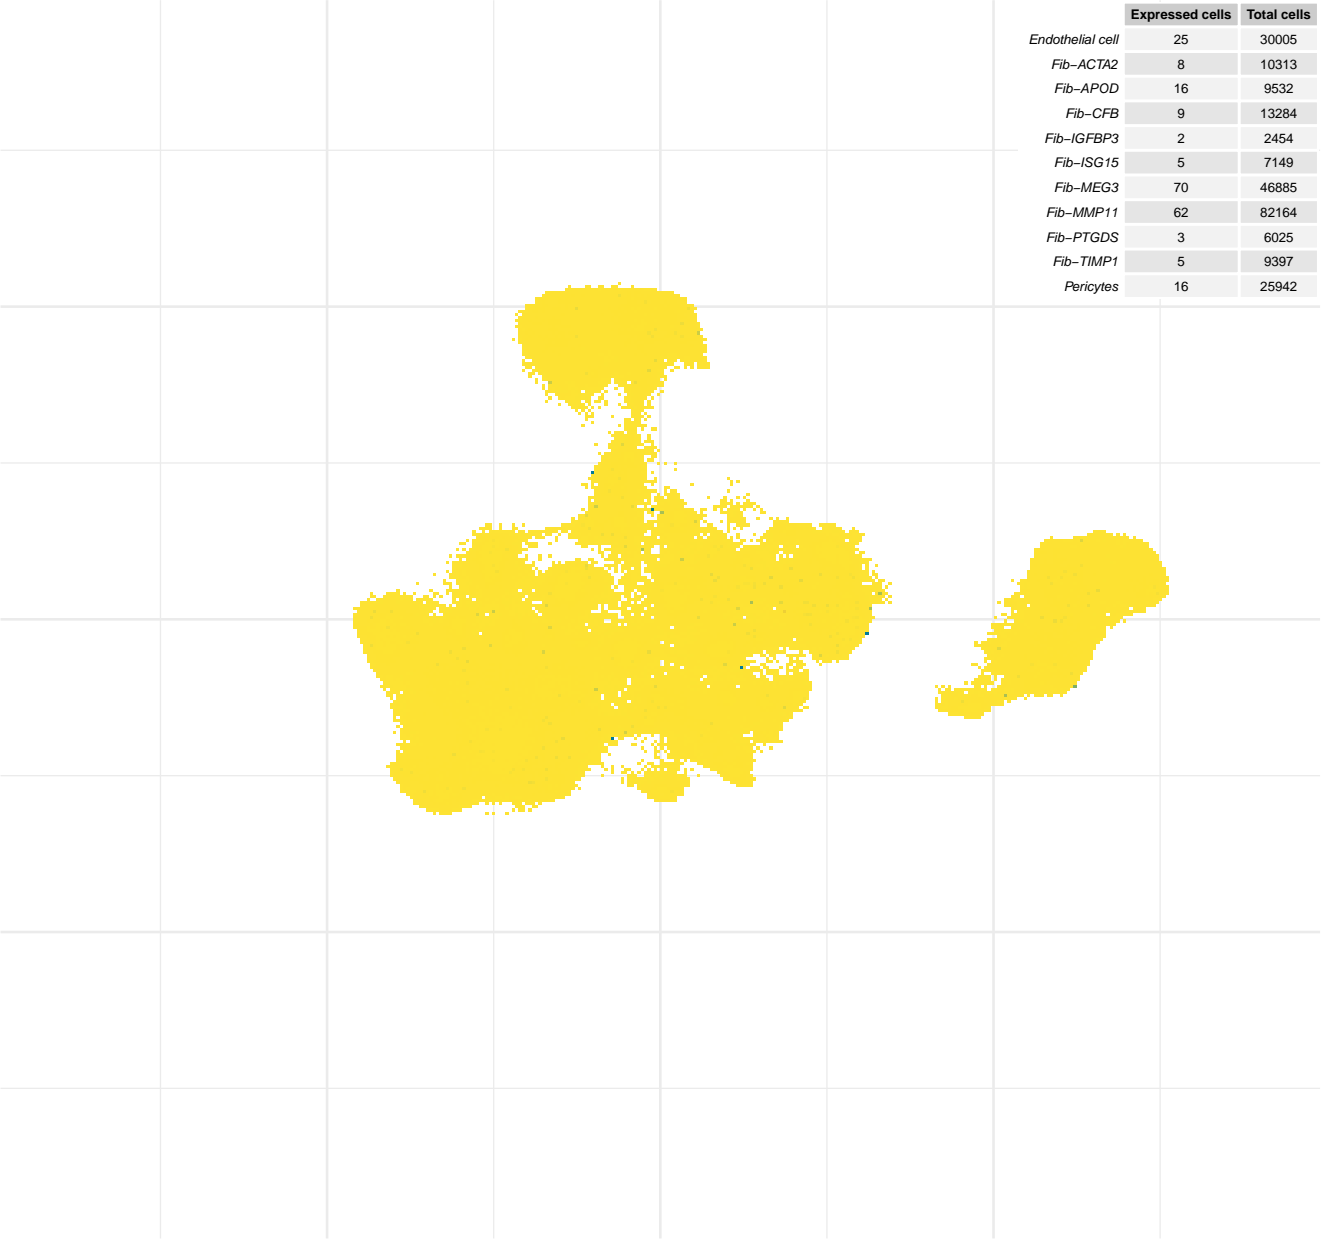 Expressed cells Total cells
Endothelial cell 25 30005
Fib−ACTA2 8 10313
Fib−APOD 16 9532
Fib−CFB 9 13284
Fib−IGFBP3 2 2454
Fib−ISG15 5 7149
Fib−MEG3 70 46885
Fib−MMP11 62 82164
Fib−PTGDS 3 6025
Fib−TIMP1 5 9397
Pericytes 16 25942